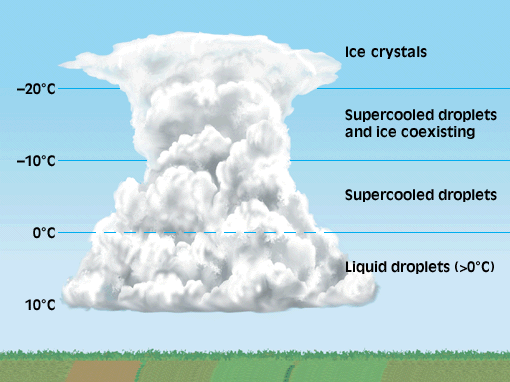 Ice crystals
–20°C
Supercooled droplets
and ice coexisting
–10°C
Supercooled droplets
0°C
Liquid droplets (>0°C)
10°C